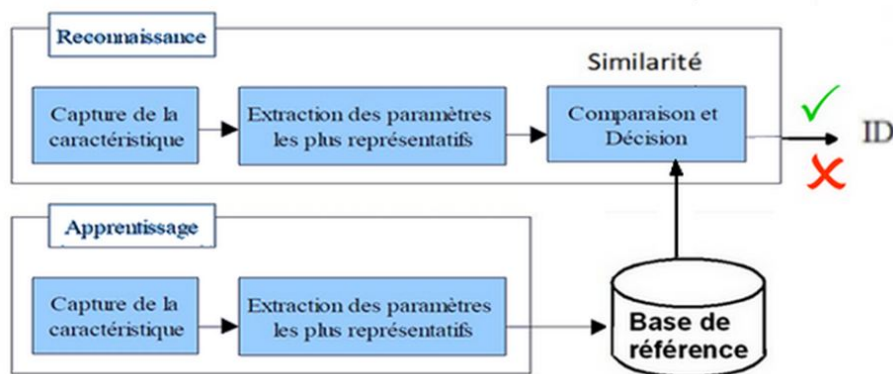 Reconnaissance
Similarité
Capture de la
caractéristique
Extraction des paramètres
les plus représentatifs
Comparaison et
Décision
ID
Apprentissage
Capture de la
caractéristique
Extraction des paramètres
les plus représentatifs
Base de
référence